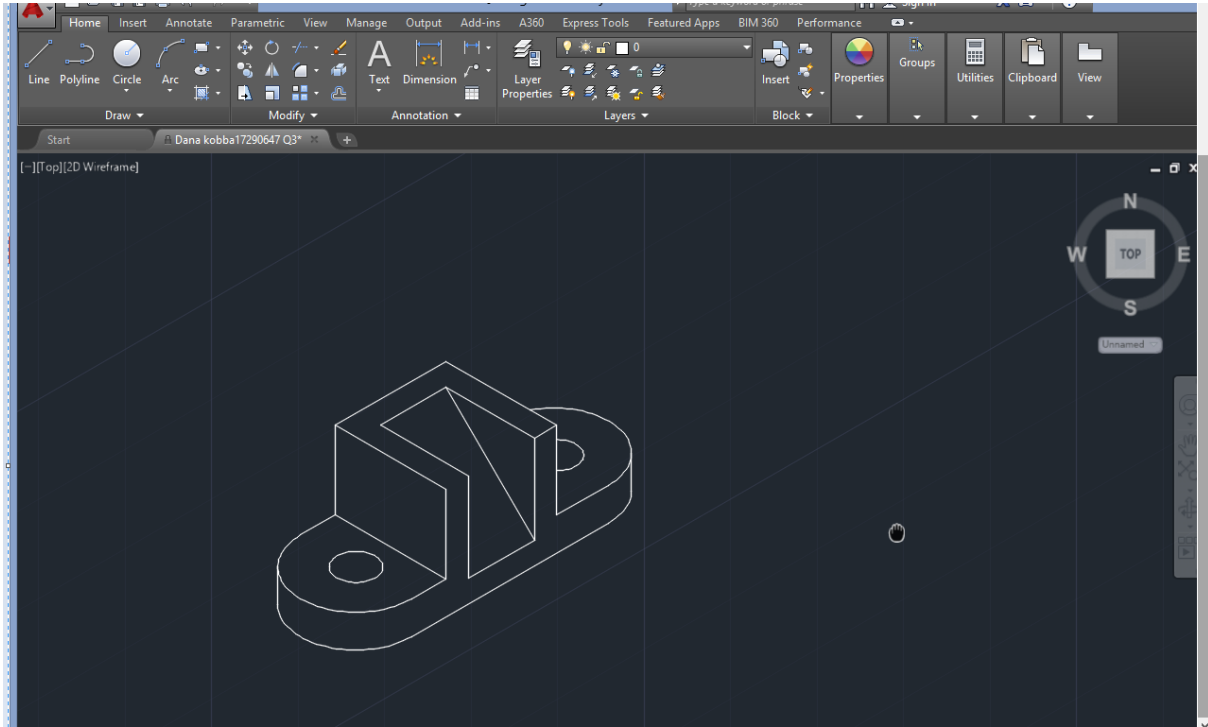 Home Insert Annotate Parametric View Manage Output Add-ins A360 Express Tools Featured Apps BIM 360 Performance
Line Polyline Circle Arc Text Dimension Layer Properties 0 Insert Properties Groups Utilities Clipboard View
Draw Modify Annotation Layers Block
Start Dana kobba17290647 Q3*
[−][Top][2D Wireframe]
N
W TOP E
S
Unnamed